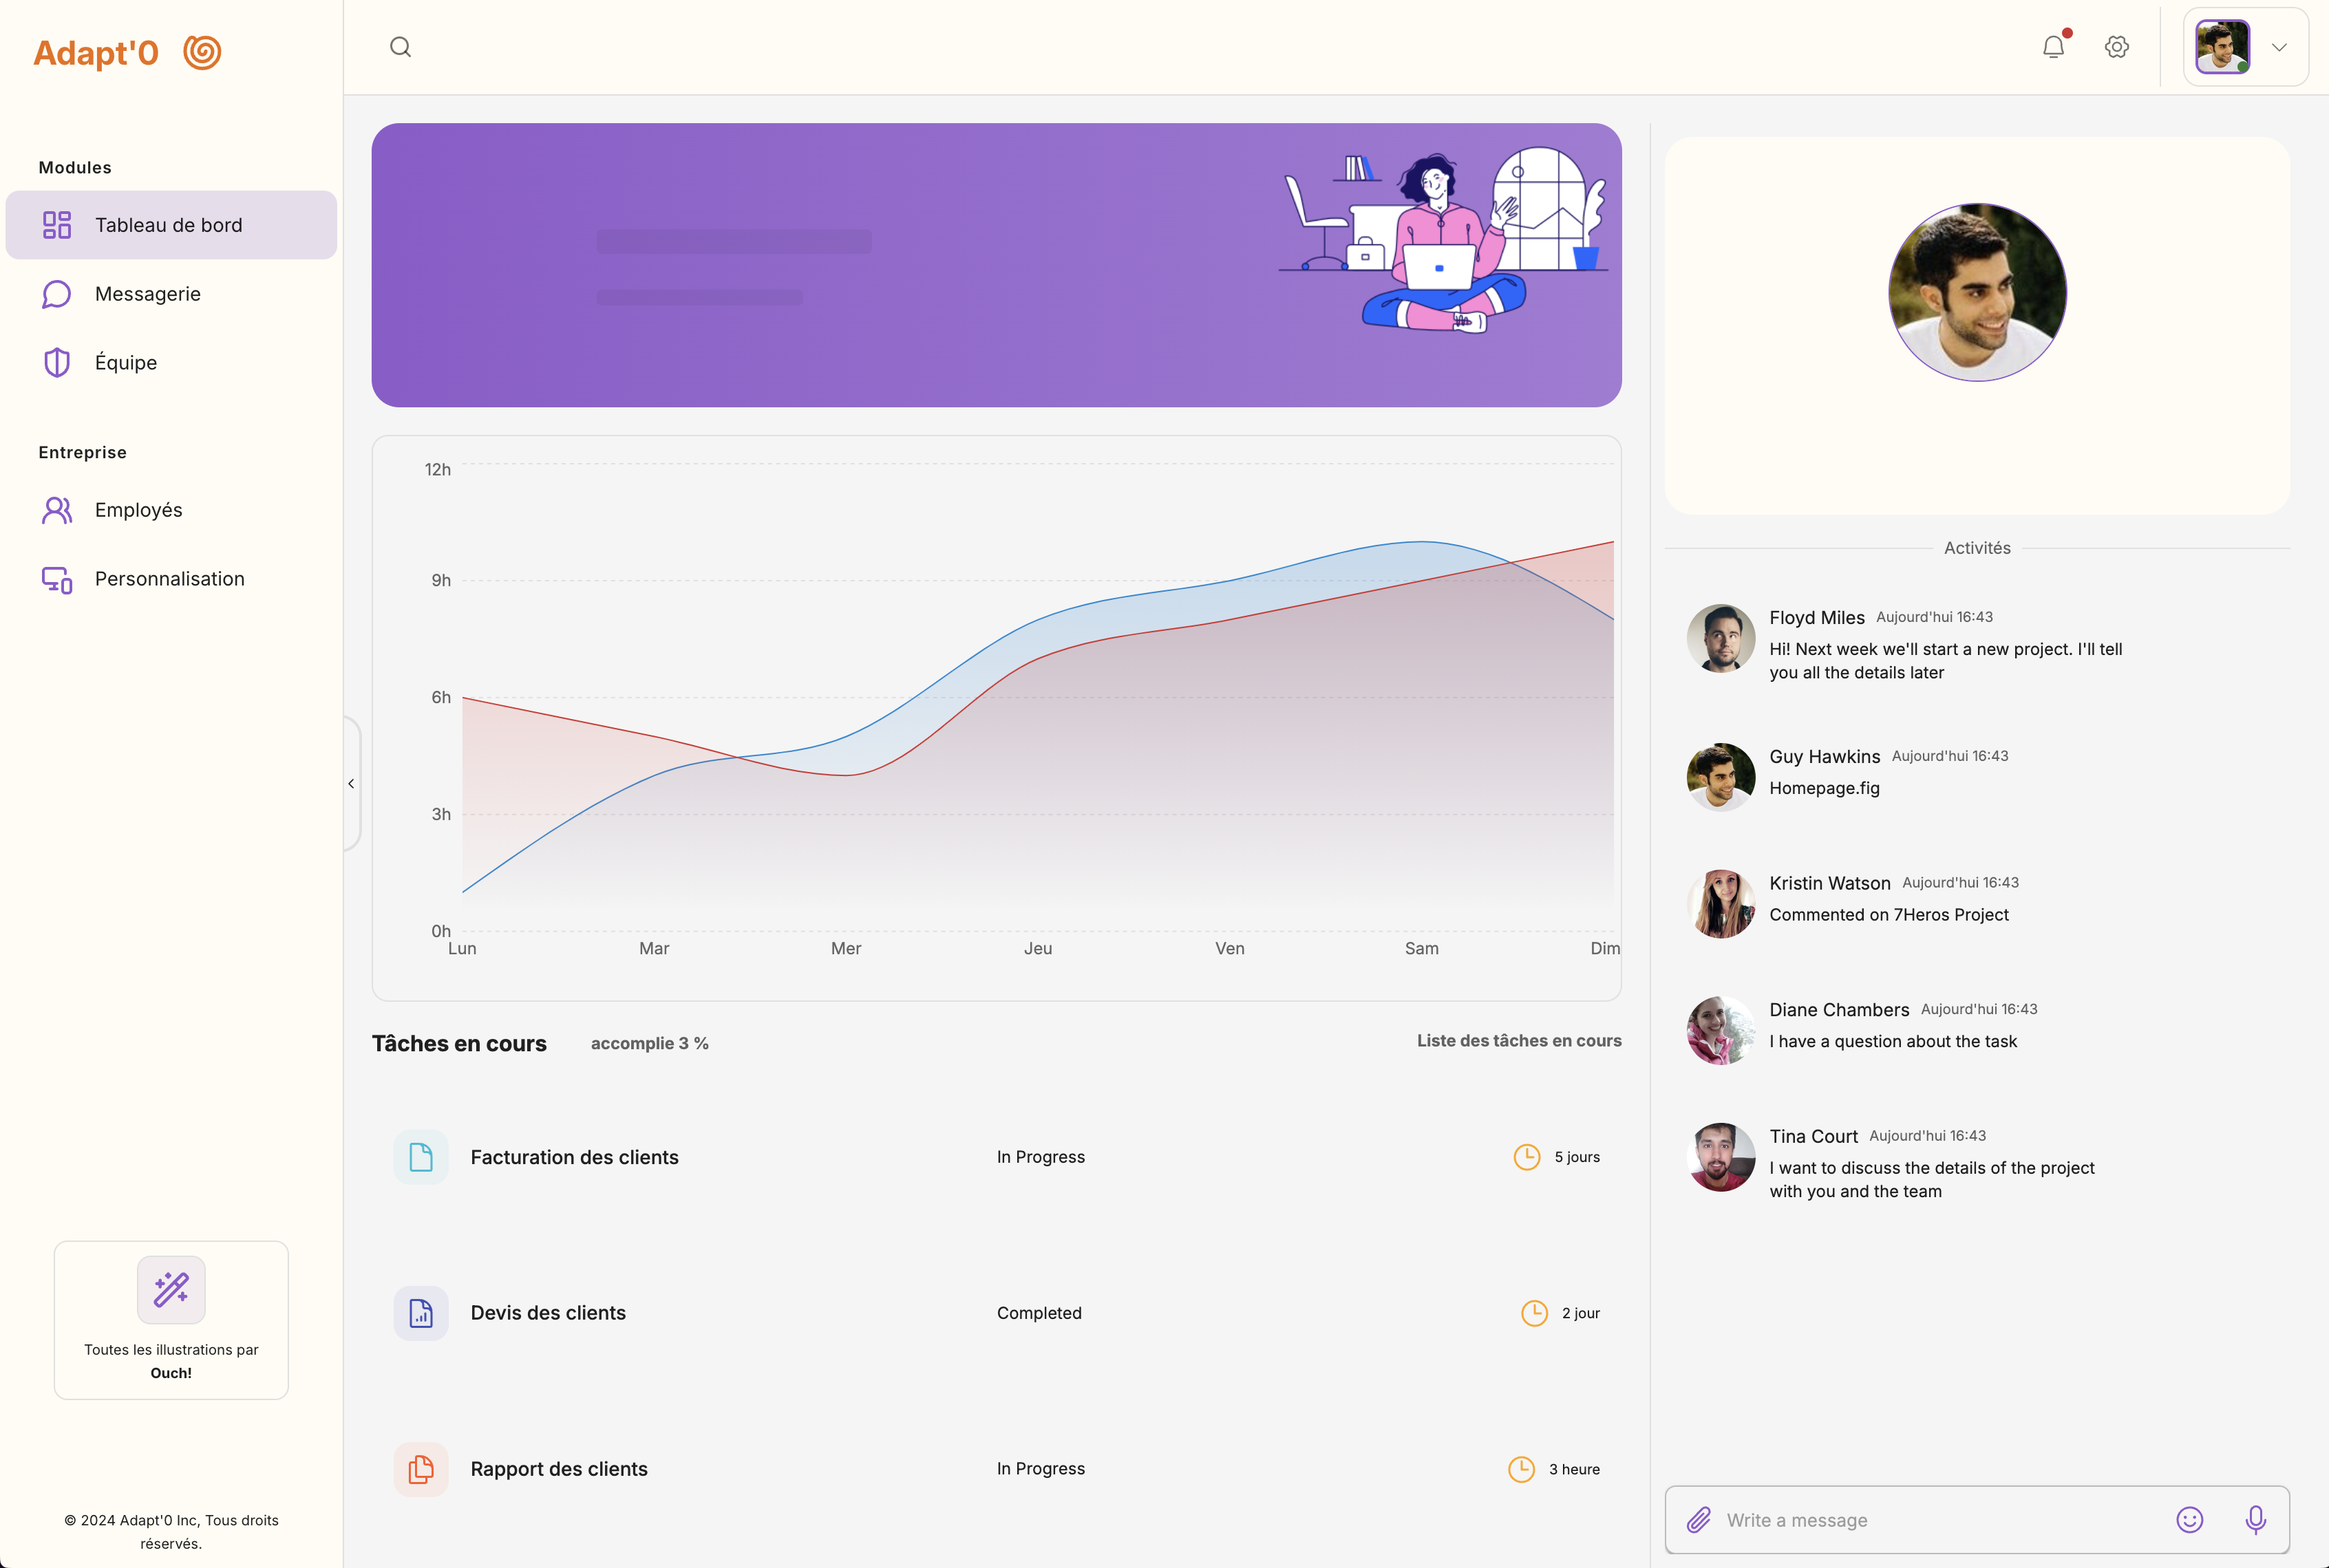 Adapt'0
Modules
Tableau de bord
Messagerie
Équipe
Entreprise
Employés
Personnalisation
Toutes les illustrations par
Ouch!
© 2024 Adapt'0 Inc, Tous droits
réservés.
12h
9h
6h
3h
0h
Lun Mar Mer Jeu Ven Sam Dim
Tâches en cours accomplie 3 % Liste des tâches en cours
Facturation des clients In Progress 5 jours
Devis des clients Completed 2 jour
Rapport des clients In Progress 3 heure
Activités
Floyd Miles Aujourd'hui 16:43
Hi! Next week we'll start a new project. I'll tell
you all the details later
Guy Hawkins Aujourd'hui 16:43
Homepage.fig
Kristin Watson Aujourd'hui 16:43
Commented on 7Heros Project
Diane Chambers Aujourd'hui 16:43
I have a question about the task
Tina Court Aujourd'hui 16:43
I want to discuss the details of the project
with you and the team
Write a message